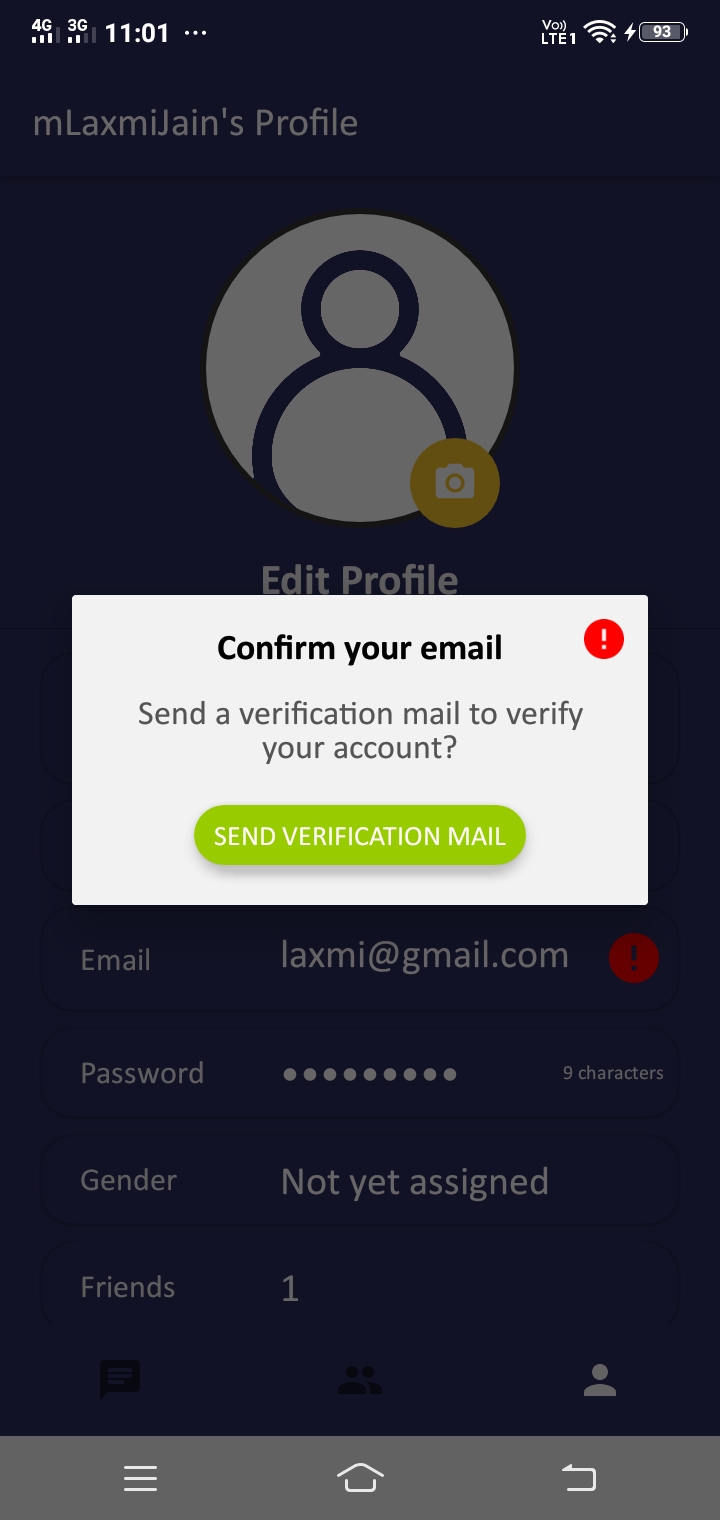 4G 3G 11:01 ... Vo)) LTE1 93
mLaxmiJain's Profile
Edit Profile
Confirm your email
Send a verification mail to verify
your account?
SEND VERIFICATION MAIL
Email laxmi@gmail.com
Password ●●●●●●●●● 9 characters
Gender Not yet assigned
Friends 1